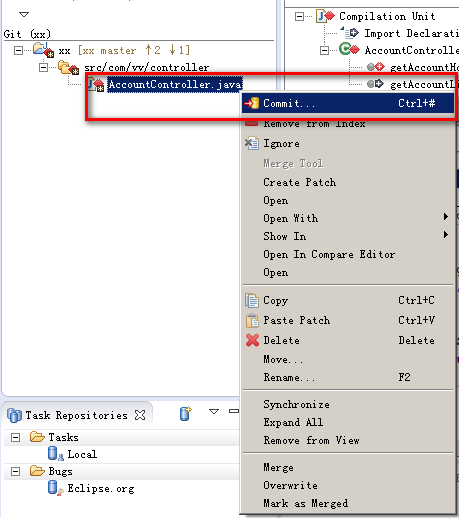 Git (xx)
xx [xx master ↑2 ↓1]
src/com/vv/controller
AccountController.java
Compilation Unit
Import Declarati
AccountControlle
getAccountHo
getAccountLi
Commit... Ctrl+#
Remove from Index
Ignore
Merge Tool
Create Patch
Open
Open With
Show In
Open In Compare Editor
Open
Copy Ctrl+C
Paste Patch Ctrl+V
Delete Delete
Move...
Rename... F2
Synchronize
Expand All
Remove from View
Merge
Overwrite
Mark as Merged
Task Repositories
Tasks
Local
Bugs
Eclipse.org